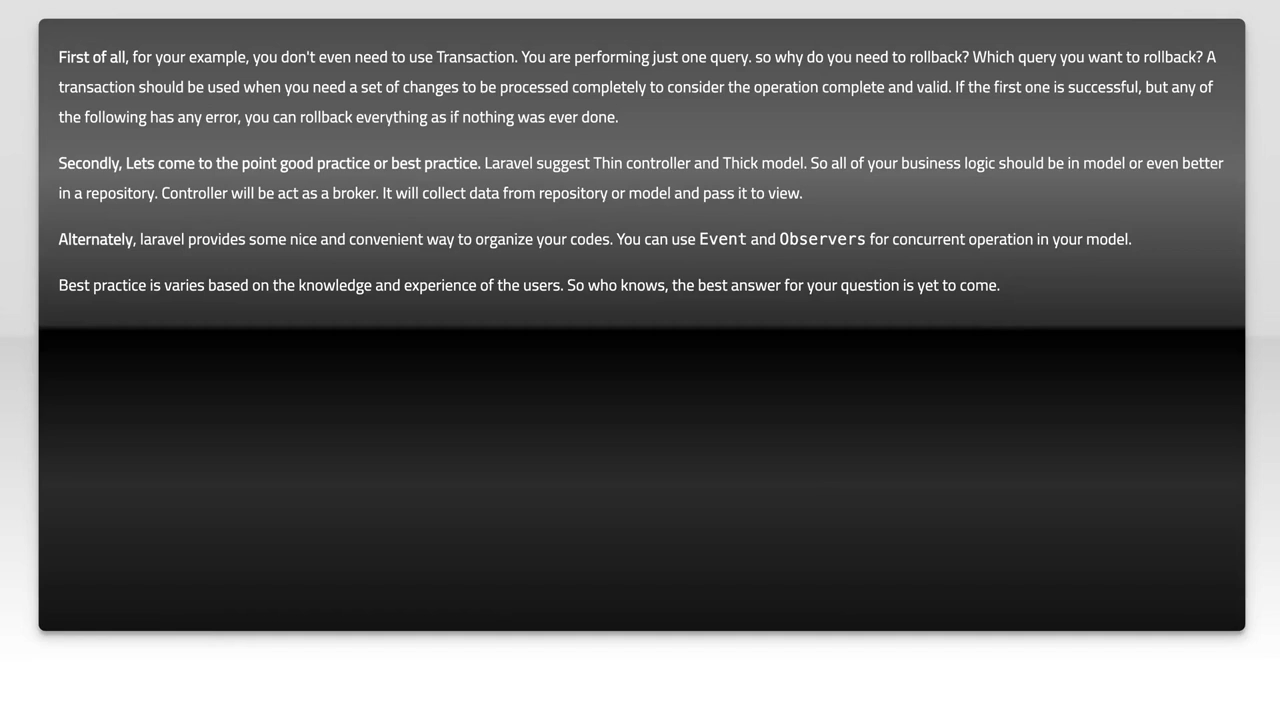 First of all, for your example, you don't even need to use Transaction. You are performing just one query. so why do you need to rollback? Which query you want to rollback? A
transaction should be used when you need a set of changes to be processed completely to consider the operation complete and valid. If the first one is successful, but any of
the following has any error, you can rollback everything as if nothing was ever done.
Secondly, Lets come to the point good practice or best practice. Laravel suggest Thin controller and Thick model. So all of your business logic should be in model or even better
in a repository. Controller will be act as a broker. It will collect data from repository or model and pass it to view.
Alternately, laravel provides some nice and convenient way to organize your codes. You can use Event and Observers for concurrent operation in your model.
Best practice is varies based on the knowledge and experience of the users. So who knows, the best answer for your question is yet to come.